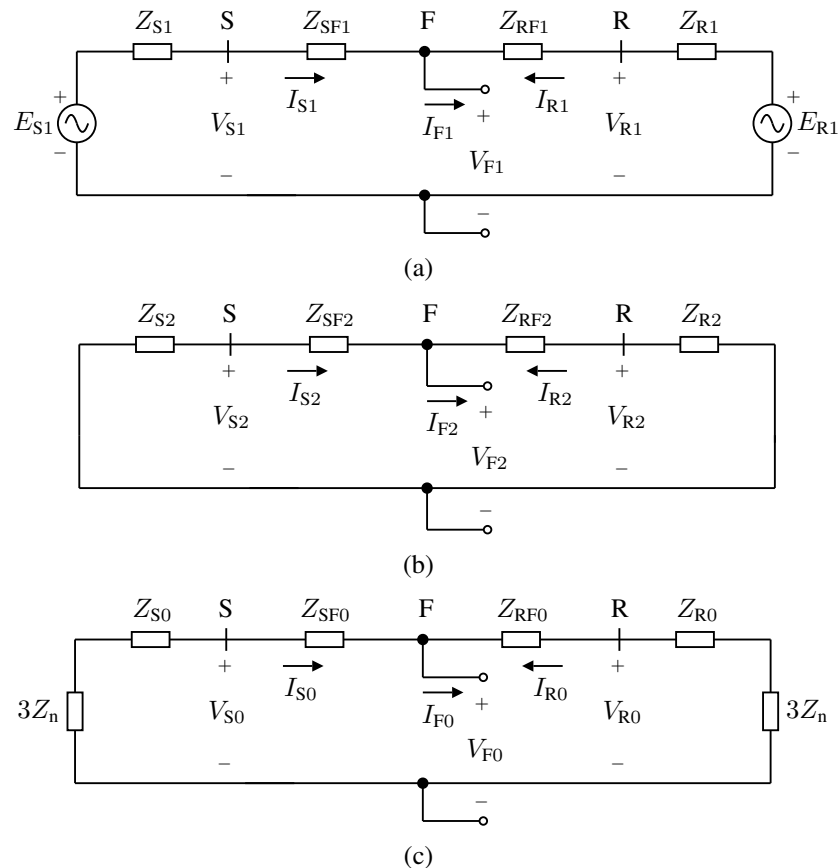 Z_S1 S Z_SF1 F Z_RF1 R Z_R1
+ + I_S1 I_F1 + I_R1 + +
E_S1 V_S1 V_F1 V_R1 E_R1
− − − − −
(a)
Z_S2 S Z_SF2 F Z_RF2 R Z_R2
+ I_S2 I_F2 + I_R2 +
V_S2 V_F2 V_R2
− − −
(b)
Z_S0 S Z_SF0 F Z_RF0 R Z_R0
+ I_S0 I_F0 + I_R0 +
3Z_n V_S0 V_F0 V_R0 3Z_n
− − −
(c)